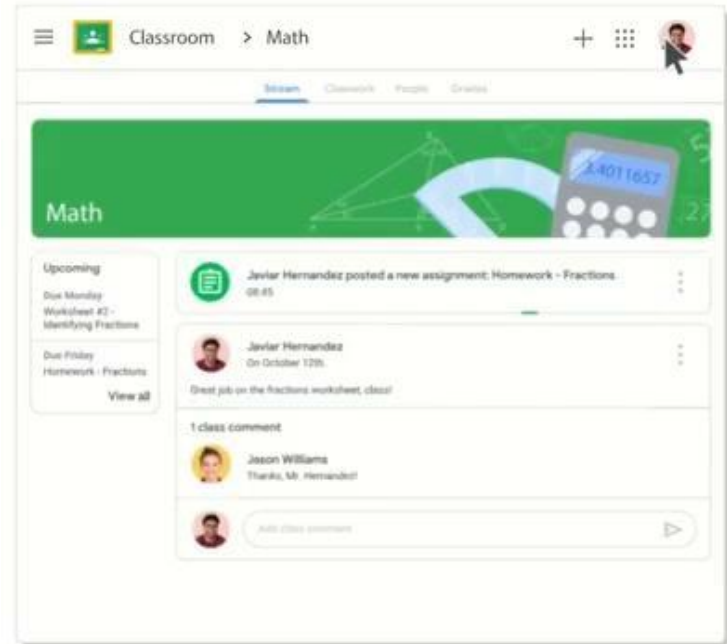 Classroom > Math
Stream Classwork People Grades
3.4011657
Math
Upcoming
Due Monday
Worksheet #2 -
Identifying Fractions
Due Friday
Homework - Fractions
View all
Javiar Hernandez posted a new assignment: Homework - Fractions
08:45
Javiar Hernandez
On October 12th.
Great job on the fractions worksheet, class!
1 class comment
Jason Williams
Thanks, Mr. Hernandez!
Add class comment